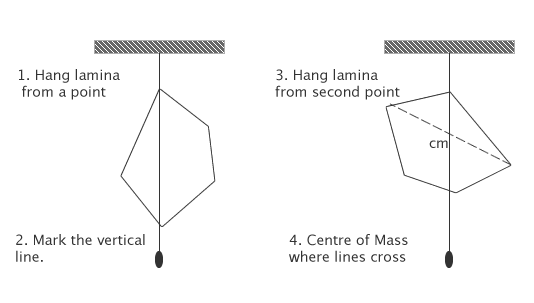 1. Hang lamina
from a point
2. Mark the vertical
line.
3. Hang lamina
from second point
cm
4. Centre of Mass
where lines cross